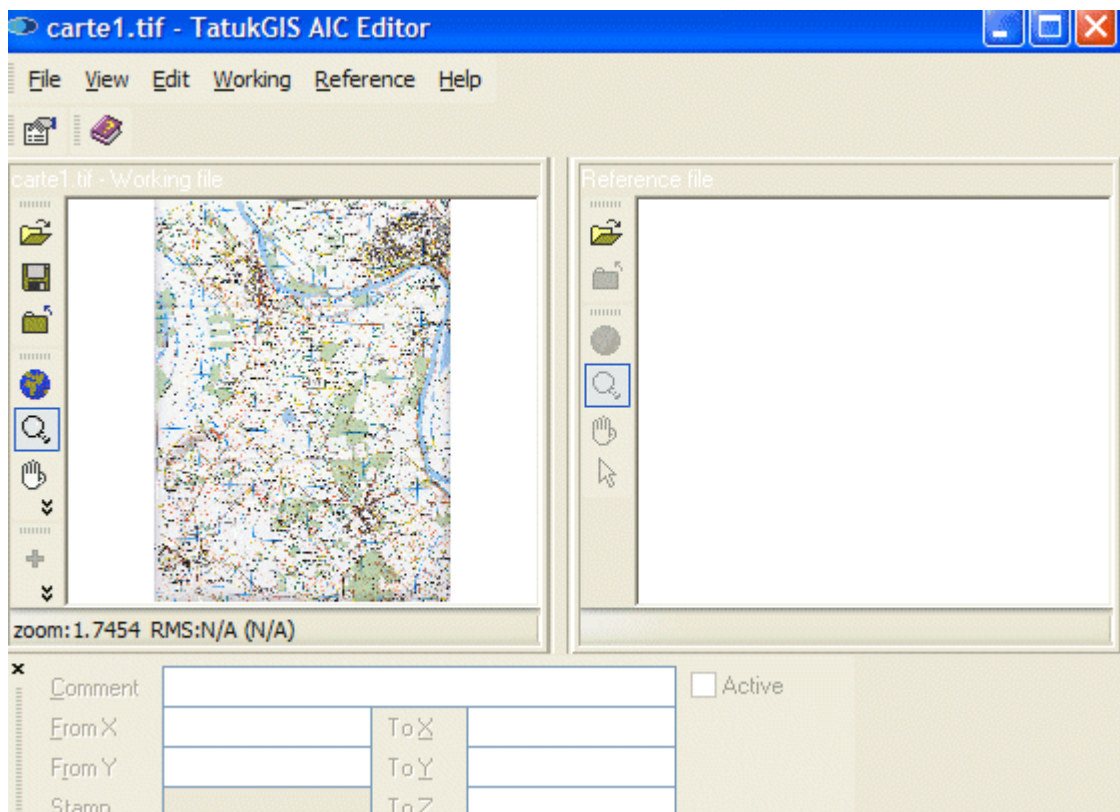 carte1.tif - TatukGIS AIC Editor
File View Edit Working Reference Help
carte1.tif - Working file
Reference file
zoom:1.7454 RMS:N/A (N/A)
Comment
Active
From X
To X
From Y
To Y
Stamp
To Z